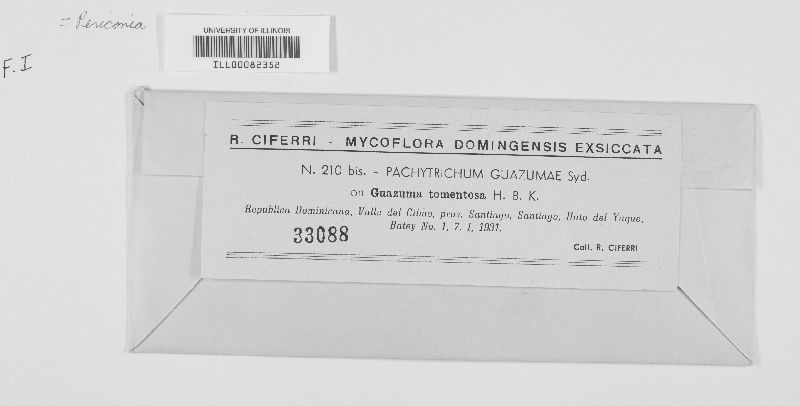 = Periconia
F. I
UNIVERSITY OF ILLINOIS
ILL00082352
R. CIFERRI - MYCOFLORA DOMINGENSIS EXSICCATA
N. 210 bis. - PACHYTRICHUM GUAZUMAE Syd.
on Guazuma tomentosa H. B. K.
Republica Dominicana, Valle del Cibao, prov. Santiago, Santiago, Hato del Yaque,
Batey No. 1, 7. I, 1931.
33088
Coll. R. CIFERRI